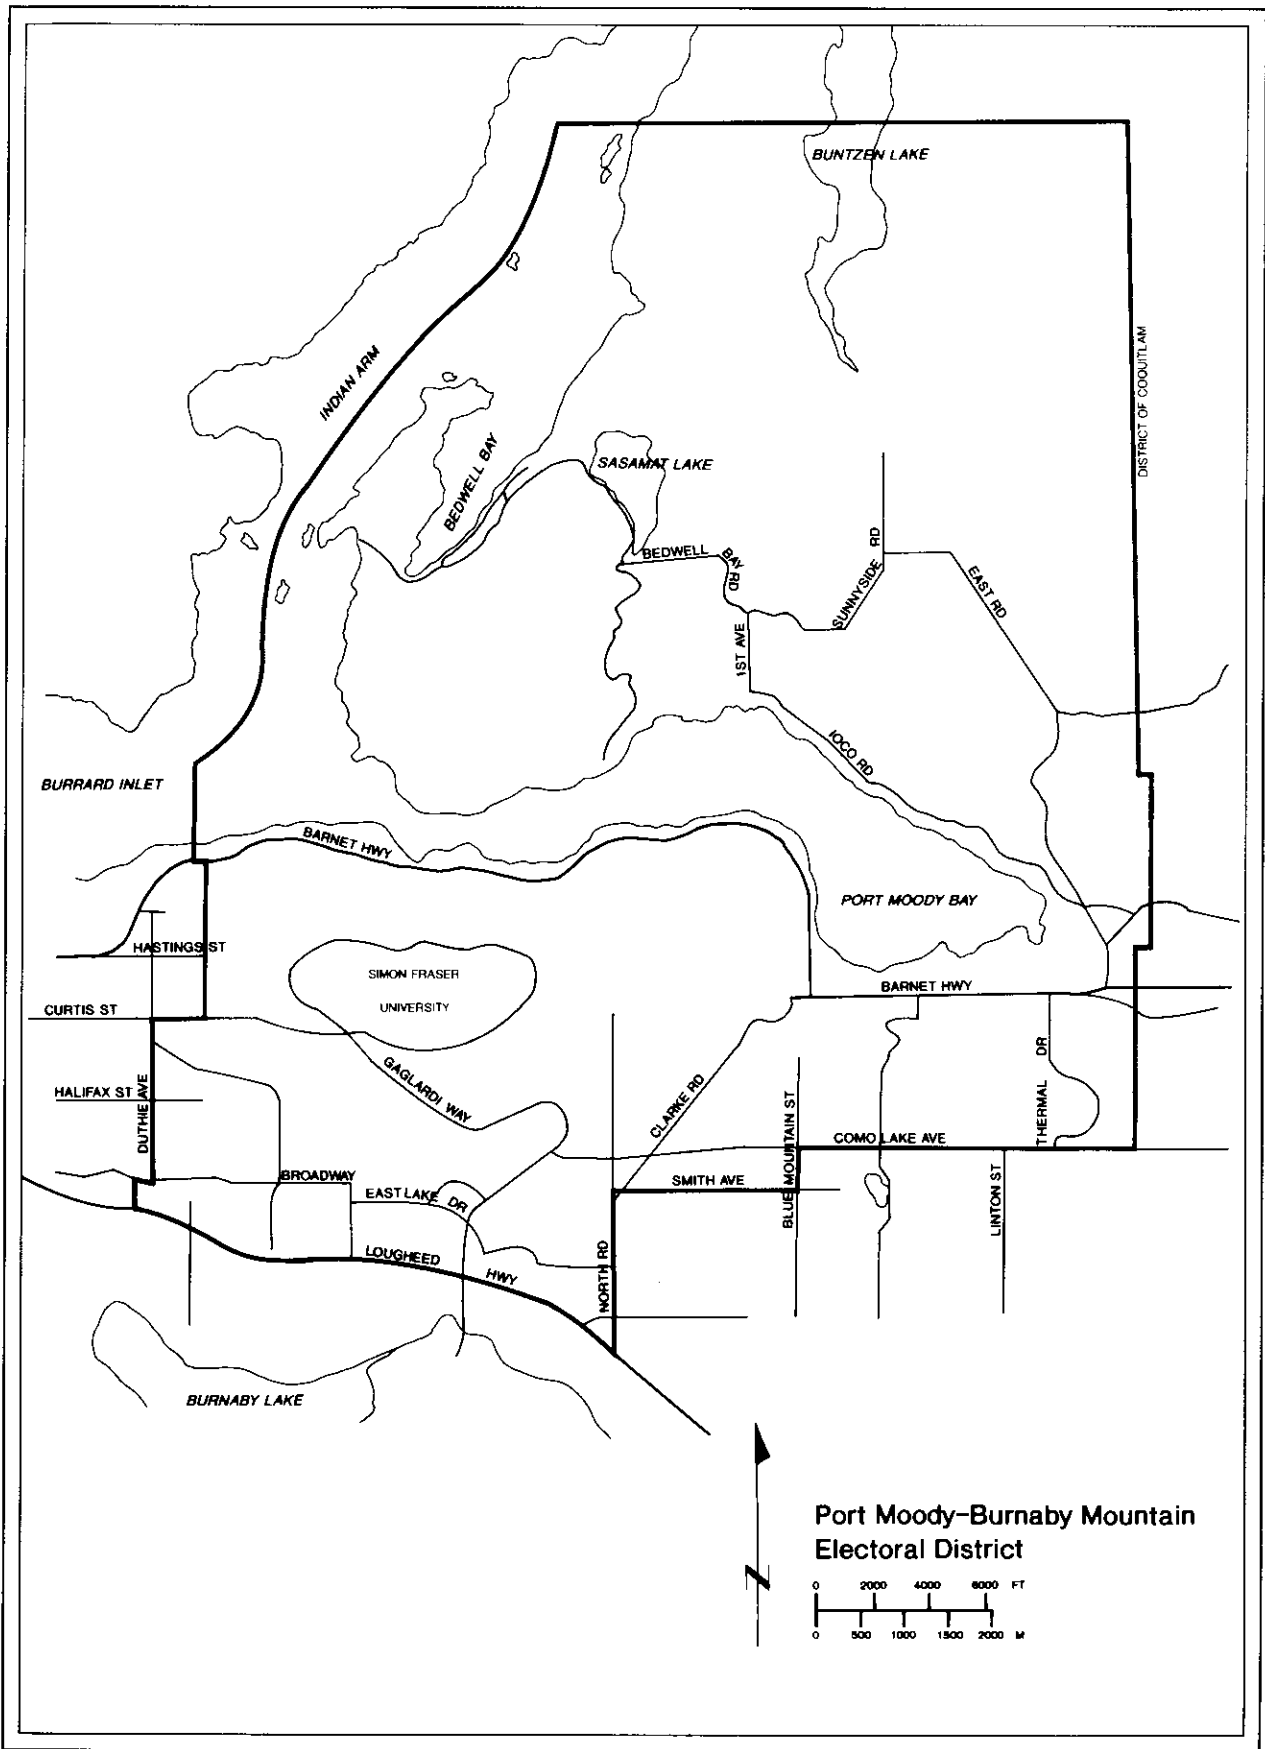 BUNTZEN LAKE
INDIAN ARM
DISTRICT OF COQUITLAM
BEDWELL BAY
SASAMAT LAKE
BEDWELL BAY RD
SUNNYSIDE RD
EAST RD
1ST AVE
IOCO RD
BURRARD INLET
BARNET HWY
PORT MOODY BAY
HASTINGS ST
SIMON FRASER
UNIVERSITY
BARNET HWY
CURTIS ST
GAGLARDI WAY
CLARKE RD
THERMAL DR
HALIFAX ST
DUTHIE AVE
BLUE MOUNTAIN ST
COMO LAKE AVE
BROADWAY
SMITH AVE
EAST LAKE DR
LINTON ST
LOUGHEED HWY
NORTH RD
BURNABY LAKE
N
Port Moody-Burnaby Mountain
Electoral District
0 2000 4000 6000 FT
0 500 1000 1500 2000 M